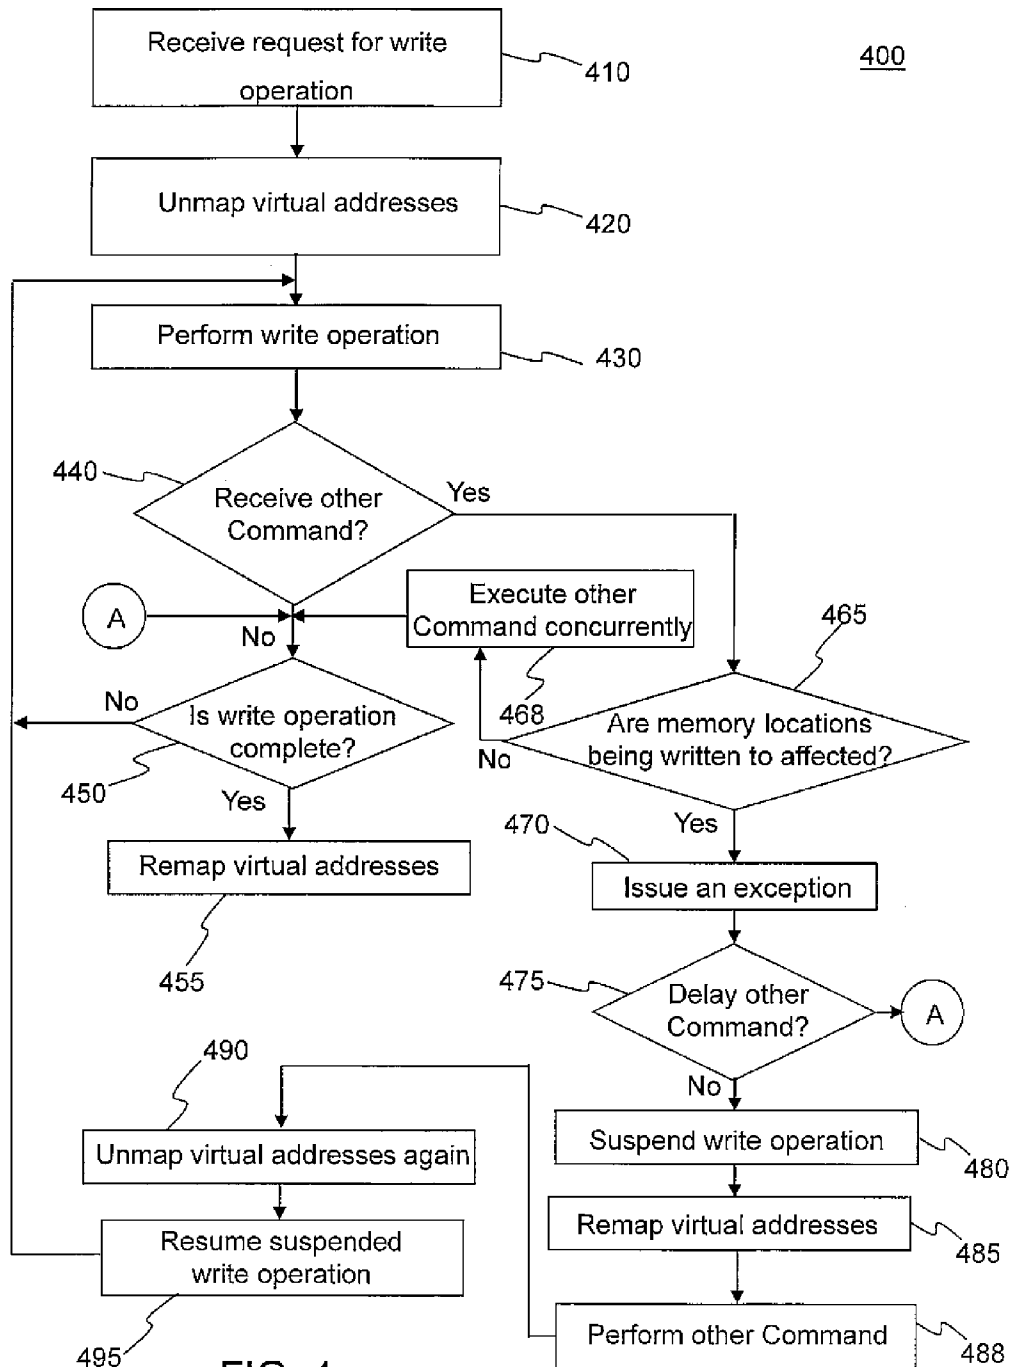 Receive request for write
operation
410
400
Unmap virtual addresses
420
Perform write operation
430
440
Receive other
Command?
Yes
A
No
Execute other
Command concurrently
468
465
Is write operation
complete?
No
450
Yes
Are memory locations
being written to affected?
No
Yes
Remap virtual addresses
455
470
Issue an exception
475
Delay other
Command?
A
No
Suspend write operation
480
Remap virtual addresses
485
Perform other Command
488
490
Unmap virtual addresses again
Resume suspended
write operation
495